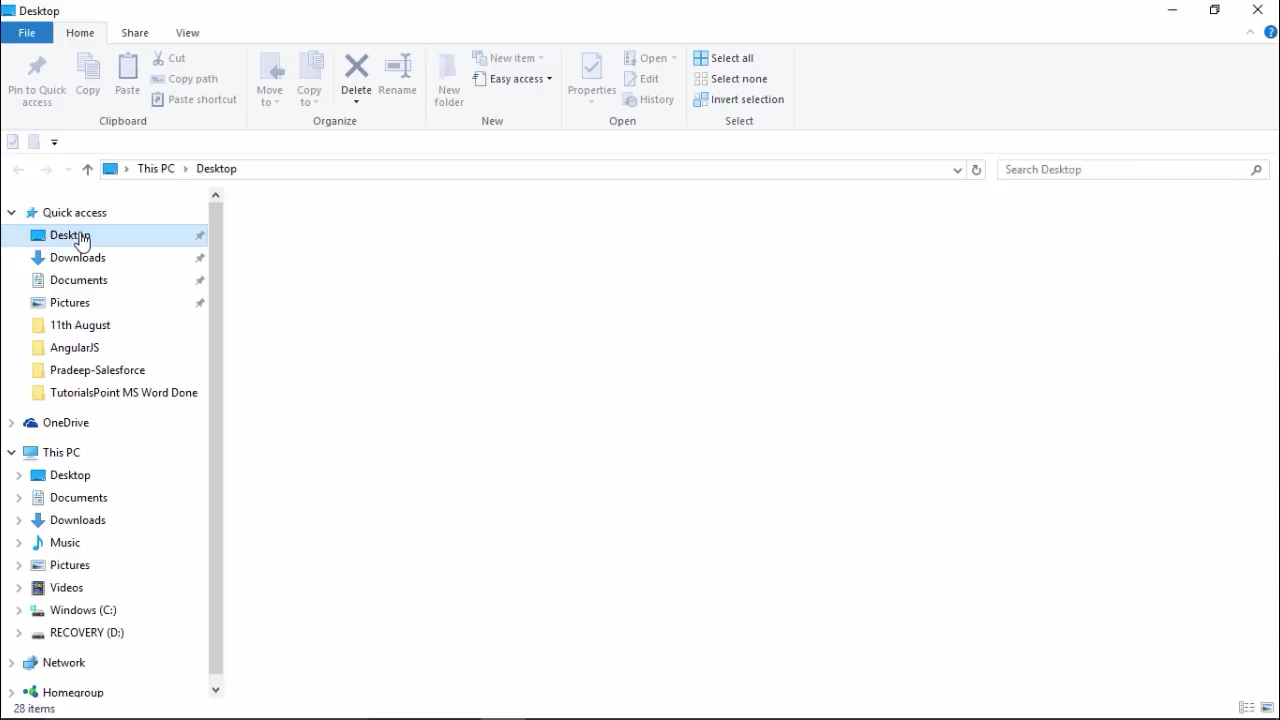 Desktop
File Home Share View
Pin to Quick access
Copy
Paste
Cut
Copy path
Paste shortcut
Clipboard
Move to
Copy to
Delete
Rename
Organize
New folder
New item
Easy access
New
Properties
Open
Edit
History
Open
Select all
Select none
Invert selection
Select
This PC Desktop
Search Desktop
Quick access
Desktop
Downloads
Documents
Pictures
11th August
AngularJS
Pradeep-Salesforce
TutorialsPoint MS Word Done
OneDrive
This PC
Desktop
Documents
Downloads
Music
Pictures
Videos
Windows (C:)
RECOVERY (D:)
Network
Homegroup
28 items